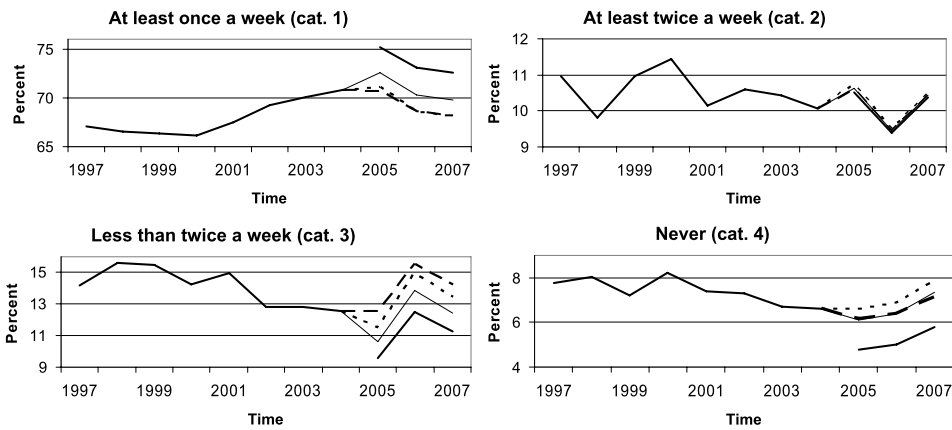 At least once a week (cat. 1)
Percent
75
70
65
1997 1999 2001 2003 2005 2007
Time
At least twice a week (cat. 2)
Percent
12
11
10
9
1997 1999 2001 2003 2005 2007
Time
Less than twice a week (cat. 3)
Percent
15
13
11
9
1997 1999 2001 2003 2005 2007
Time
Never (cat. 4)
Percent
8
6
4
1997 1999 2001 2003 2005 2007
Time